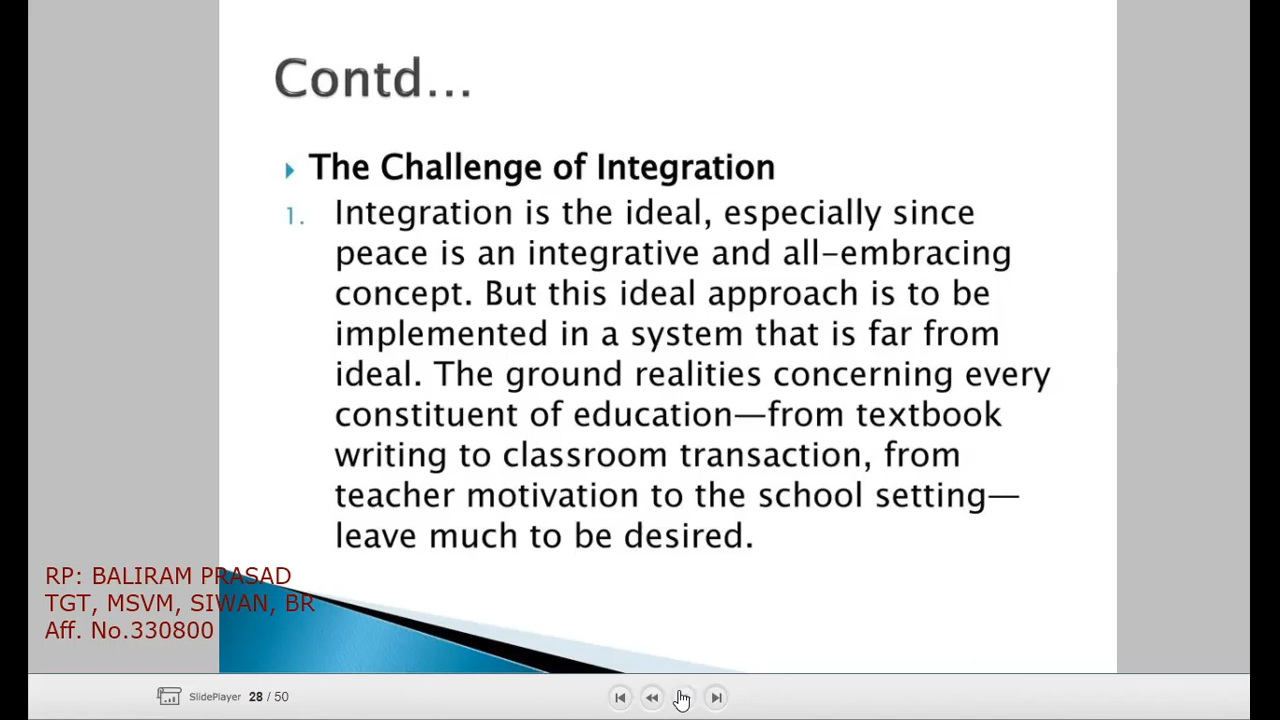 Contd...
The Challenge of Integration
1. Integration is the ideal, especially since
peace is an integrative and all-embracing
concept. But this ideal approach is to be
implemented in a system that is far from
ideal. The ground realities concerning every
constituent of education—from textbook
writing to classroom transaction, from
teacher motivation to the school setting—
leave much to be desired.
RP: BALIRAM PRASAD
TGT, MSVM, SIWAN, BR
Aff. No.330800
SlidePlayer 28 / 50